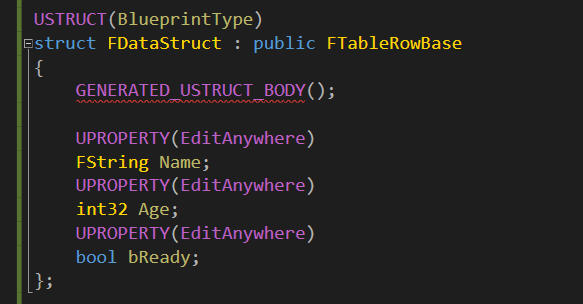 USTRUCT(BlueprintType)
struct FDataStruct : public FTableRowBase
{
GENERATED_USTRUCT_BODY();
UPROPERTY(EditAnywhere)
FString Name;
UPROPERTY(EditAnywhere)
int32 Age;
UPROPERTY(EditAnywhere)
bool bReady;
};